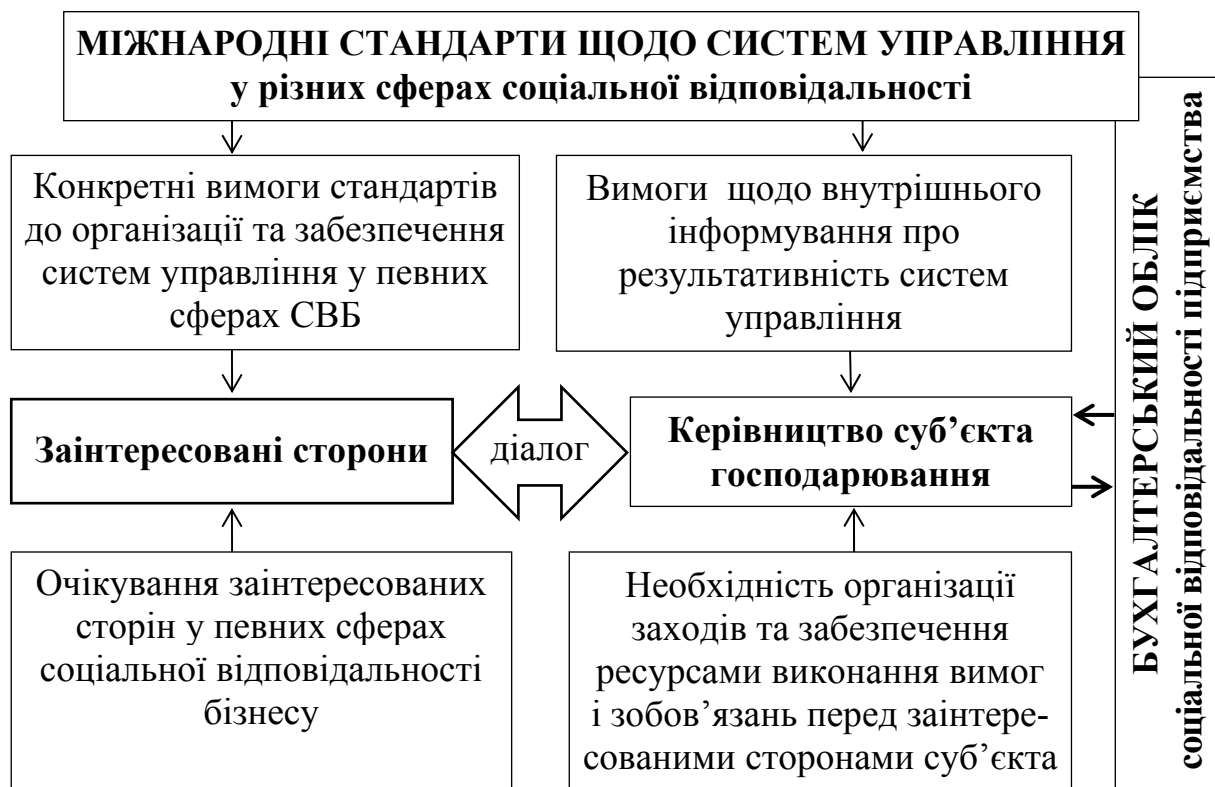 МІЖНАРОДНІ СТАНДАРТИ ЩОДО СИСТЕМ УПРАВЛІННЯ
у різних сферах соціальної відповідальності
Конкретні вимоги стандартів
до організації та забезпечення
систем управління у певних
сферах СВБ
Вимоги щодо внутрішнього
інформування про
результативність систем
управління
Заінтересовані сторони
діалог
Керівництво суб’єкта
господарювання
Очікування заінтересованих
сторін у певних сферах
соціальної відповідальності
бізнесу
Необхідність організації
заходів та забезпечення
ресурсами виконання вимог
і зобов’язань перед заінтере-
сованими сторонами суб’єкта
БУХГАЛТЕРСЬКИЙ ОБЛІК
соціальної відповідальності підприємства